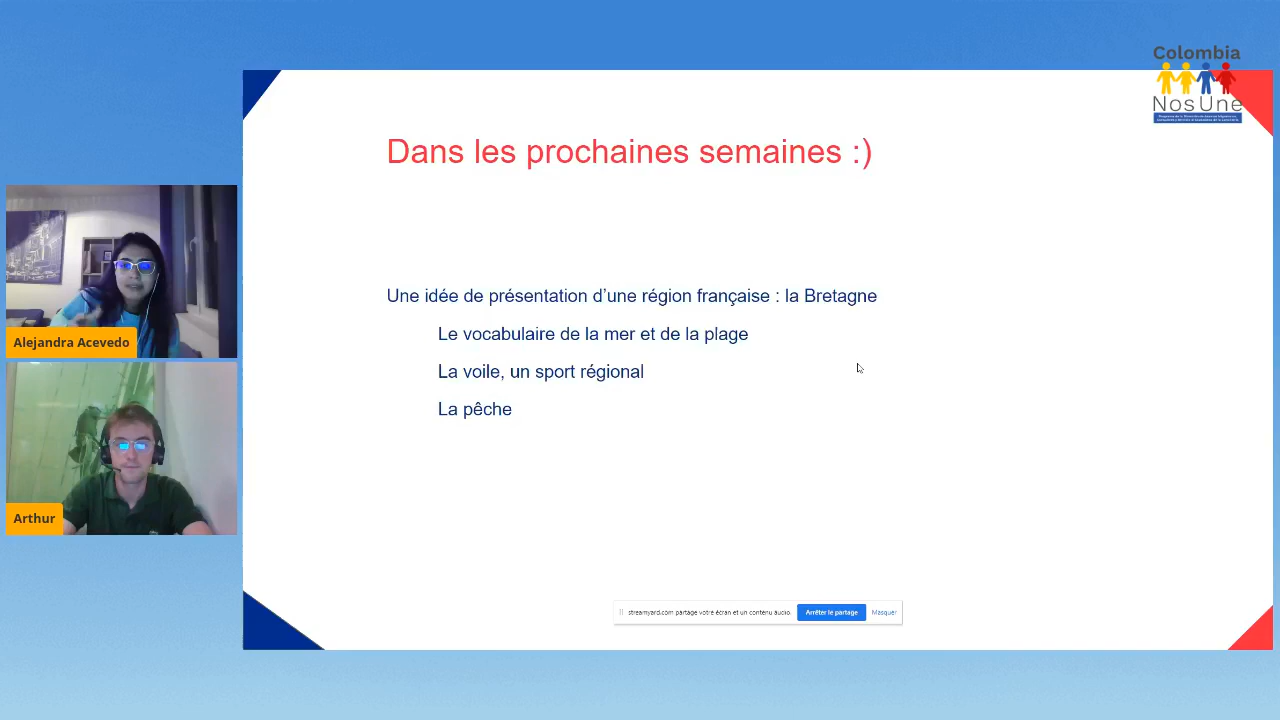 Colombia
NosUne
Dans les prochaines semaines :)
Une idée de présentation d'une région française : la Bretagne
Le vocabulaire de la mer et de la plage
La voile, un sport régional
La pêche
Alejandra Acevedo
Arthur
streamyard.com partage votre écran et un contenu audio.
Arrêter le partage
Masquer